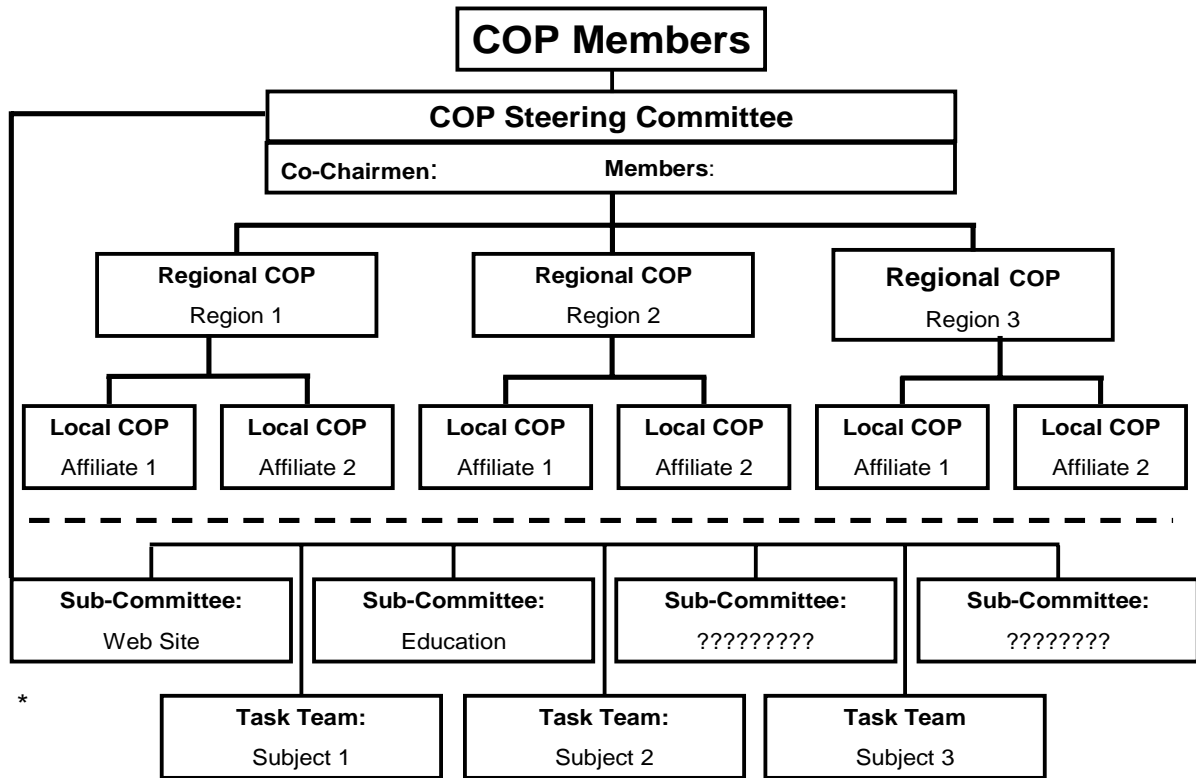 COP Members
COP Steering Committee
Co-Chairmen: Members:
Regional COP
Region 1
Regional COP
Region 2
Regional COP
Region 3
Local COP
Affiliate 1
Local COP
Affiliate 2
Local COP
Affiliate 1
Local COP
Affiliate 2
Local COP
Affiliate 1
Local COP
Affiliate 2
Sub-Committee:
Web Site
Sub-Committee:
Education
Sub-Committee:
?????????
Sub-Committee:
????????
*
Task Team:
Subject 1
Task Team:
Subject 2
Task Team
Subject 3